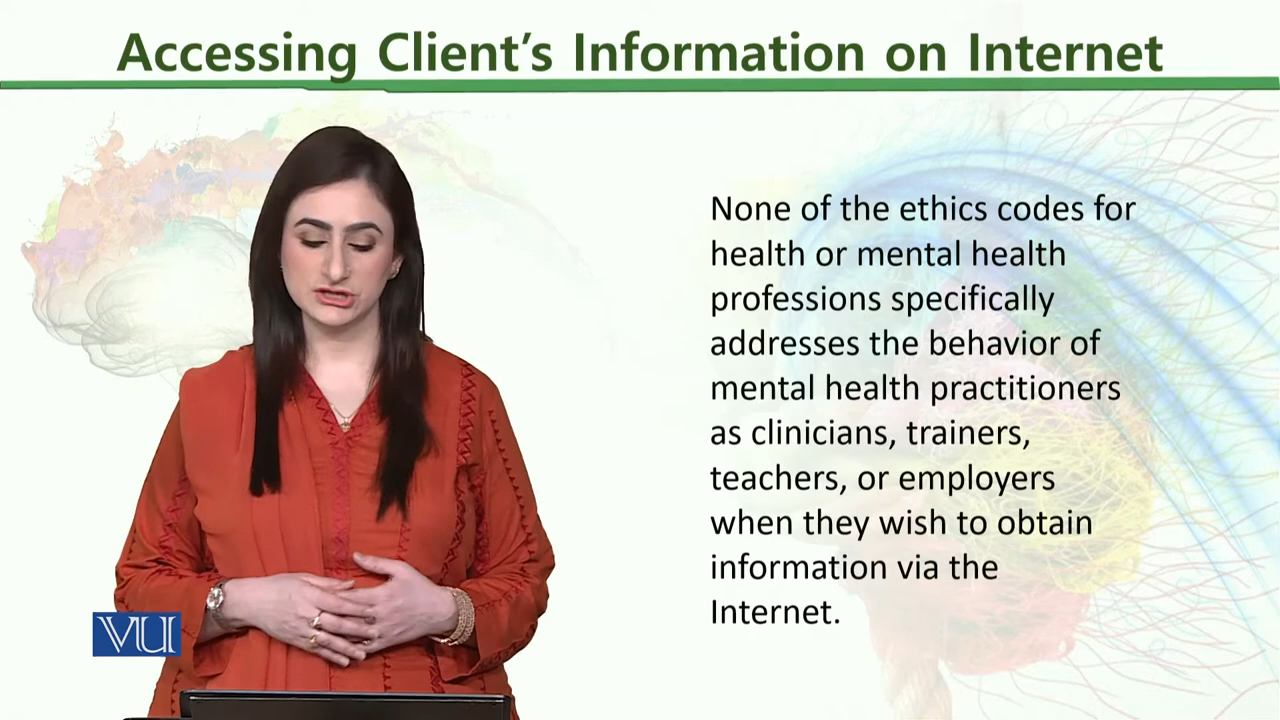 Accessing Client’s Information on Internet
None of the ethics codes for
health or mental health
professions specifically
addresses the behavior of
mental health practitioners
as clinicians, trainers,
teachers, or employers
when they wish to obtain
information via the
Internet.
VU